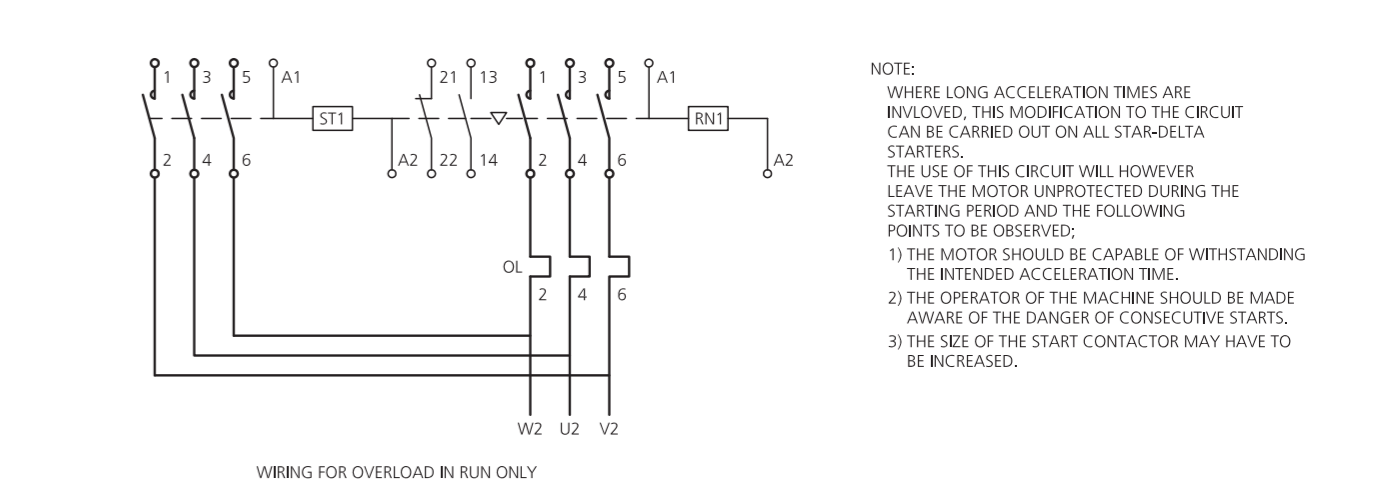 1 3 5 A1 21 13 1 3 5 A1
ST1 RN1
2 4 6 A2 22 14 2 4 6 A2
OL
2 4 6
W2 U2 V2
WIRING FOR OVERLOAD IN RUN ONLY
NOTE:
WHERE LONG ACCELERATION TIMES ARE
INVLOVED, THIS MODIFICATION TO THE CIRCUIT
CAN BE CARRIED OUT ON ALL STAR-DELTA
STARTERS.
THE USE OF THIS CIRCUIT WILL HOWEVER
LEAVE THE MOTOR UNPROTECTED DURING THE
STARTING PERIOD AND THE FOLLOWING
POINTS TO BE OBSERVED;
1) THE MOTOR SHOULD BE CAPABLE OF WITHSTANDING
THE INTENDED ACCELERATION TIME.
2) THE OPERATOR OF THE MACHINE SHOULD BE MADE
AWARE OF THE DANGER OF CONSECUTIVE STARTS.
3) THE SIZE OF THE START CONTACTOR MAY HAVE TO
BE INCREASED.